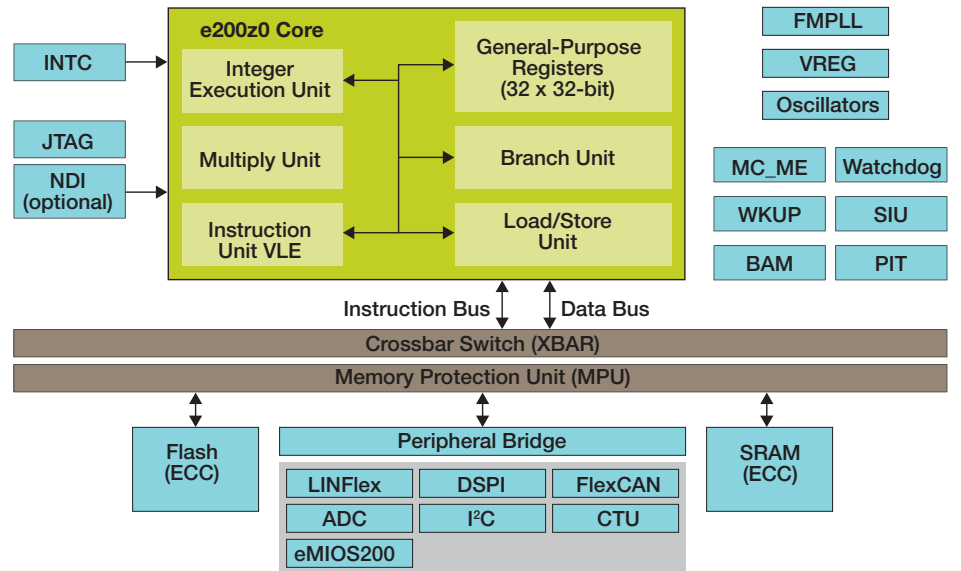 e200z0 Core
INTC
JTAG
NDI
(optional)
Integer
Execution Unit
General-Purpose
Registers
(32 x 32-bit)
Multiply Unit
Branch Unit
Instruction
Unit VLE
Load/Store
Unit
FMPLL
VREG
Oscillators
MC_ME
Watchdog
WKUP
SIU
BAM
PIT
Instruction Bus
Data Bus
Crossbar Switch (XBAR)
Memory Protection Unit (MPU)
Flash
(ECC)
Peripheral Bridge
SRAM
(ECC)
LINFlex
DSPI
FlexCAN
ADC
I²C
CTU
eMIOS200